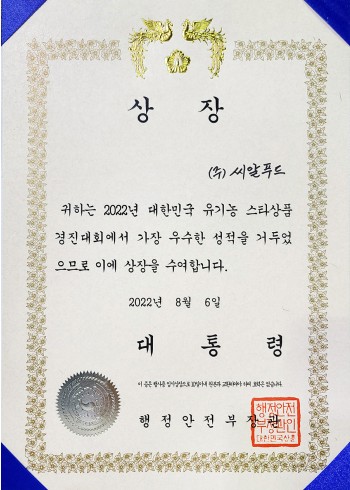 상 장
(주) 씨알푸드
귀하는 2022년 대한민국 유기농 스타상품
경진대회에서 가장 우수한 성적을 거두었
으므로 이에 상장을 수여합니다.
2022년 8월 6일
대 통 령
행정안전부장관